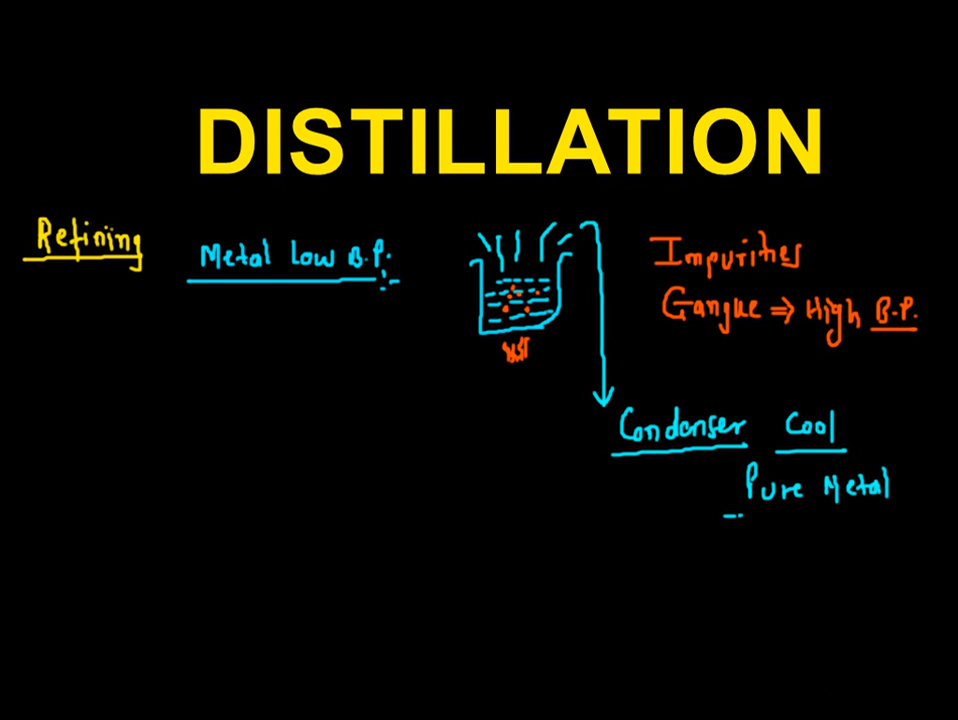 DISTILLATION
Refining
Metal Low B.P.
Impurities
Gangue ⇒ High B.P.
Condenser Cool
Pure Metal